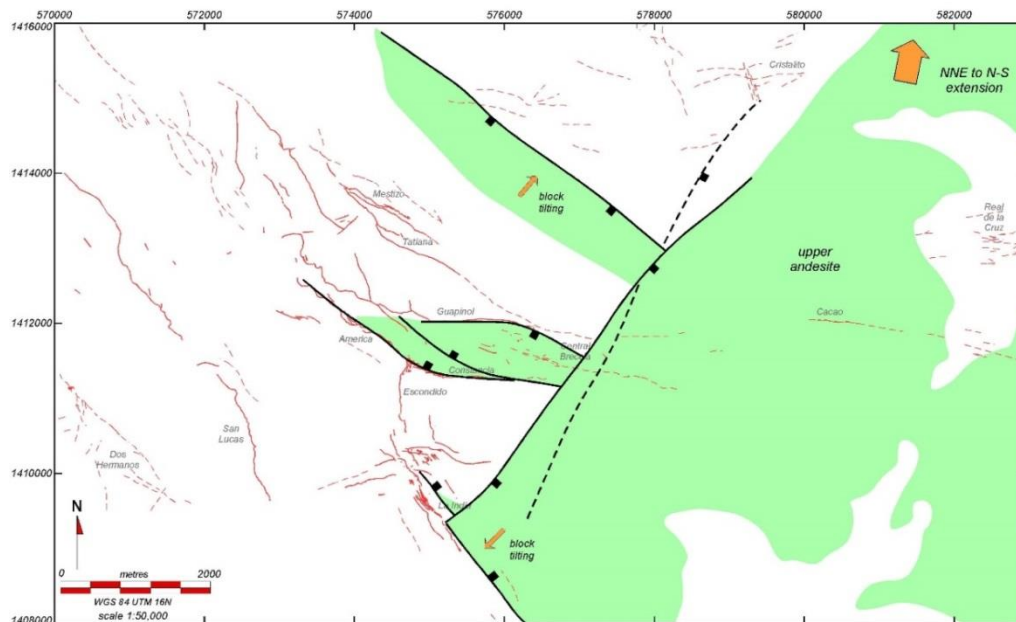 570000
572000
574000
576000
578000
580000
582000
1416000
Cristalito
NNE to N-S
extension
1414000
Mestizo
block
tilting
Tatiana
Real
de la
Cruz
upper
andesite
1412000
Guapinol
Cacao
America
Central
Breccia
Constancia
Escondido
San
Lucas
Dos
Hermanos
1410000
N
La India
block
tilting
0 metres 2000
WGS 84 UTM 16N
scale 1:50,000
1408000